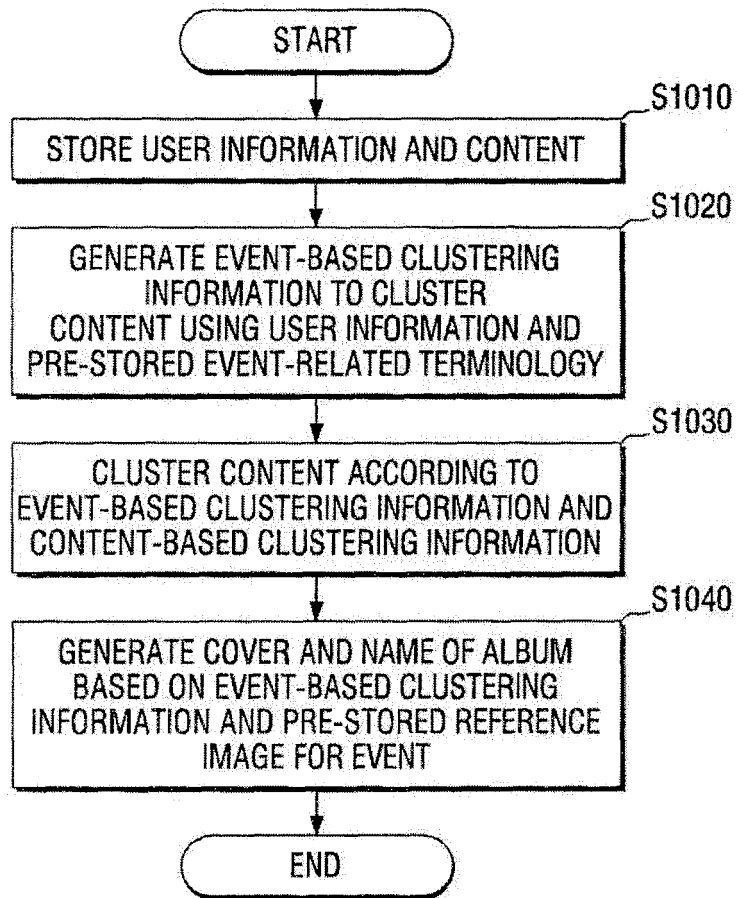 START
S1010
STORE USER INFORMATION AND CONTENT
S1020
GENERATE EVENT-BASED CLUSTERING
INFORMATION TO CLUSTER
CONTENT USING USER INFORMATION AND
PRE-STORED EVENT-RELATED TERMINOLOGY
S1030
CLUSTER CONTENT ACCORDING TO
EVENT-BASED CLUSTERING INFORMATION AND
CONTENT-BASED CLUSTERING INFORMATION
S1040
GENERATE COVER AND NAME OF ALBUM
BASED ON EVENT-BASED CLUSTERING
INFORMATION AND PRE-STORED REFERENCE
IMAGE FOR EVENT
END